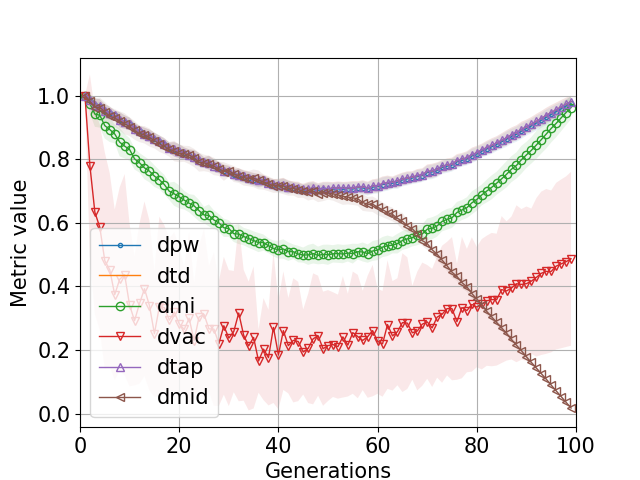 1.0
0.8
0.6
0.4
0.2
0.0
Metric value
dpw
dtd
dmi
dvac
dtap
dmid
0 20 40 60 80 100
Generations